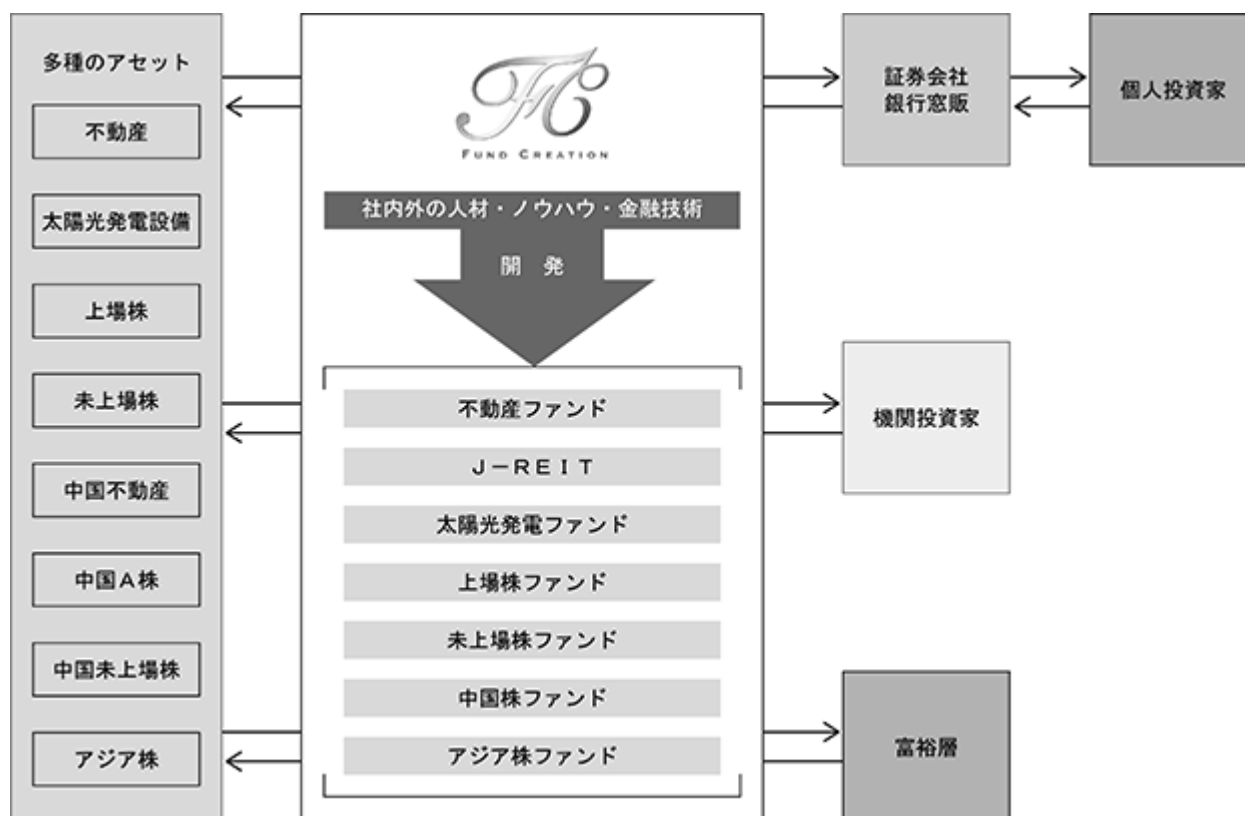 多種のアセット
不動産
太陽光発電設備
上場株
未上場株
中国不動産
中国A株
中国未上場株
アジア株
FUND CREATION
社内外の人材・ノウハウ・金融技術
開 発
不動産ファンド
J-REIT
太陽光発電ファンド
上場株ファンド
未上場株ファンド
中国株ファンド
アジア株ファンド
証券会社
銀行窓販
個人投資家
機関投資家
富裕層